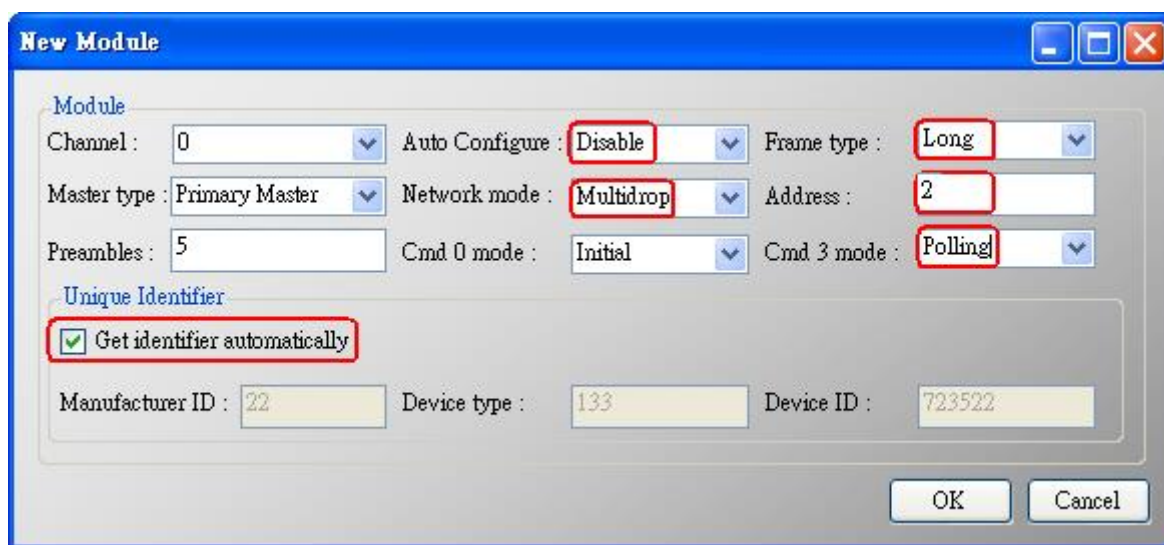 New Module
Module
Channel : 0 Auto Configure : Disable Frame type : Long
Master type : Primary Master Network mode : Multidrop Address : 2
Preambles : 5 Cmd 0 mode : Initial Cmd 3 mode : Polling
Unique Identifier
Get identifier automatically
Manufacturer ID : 22 Device type : 133 Device ID : 723522
OK Cancel